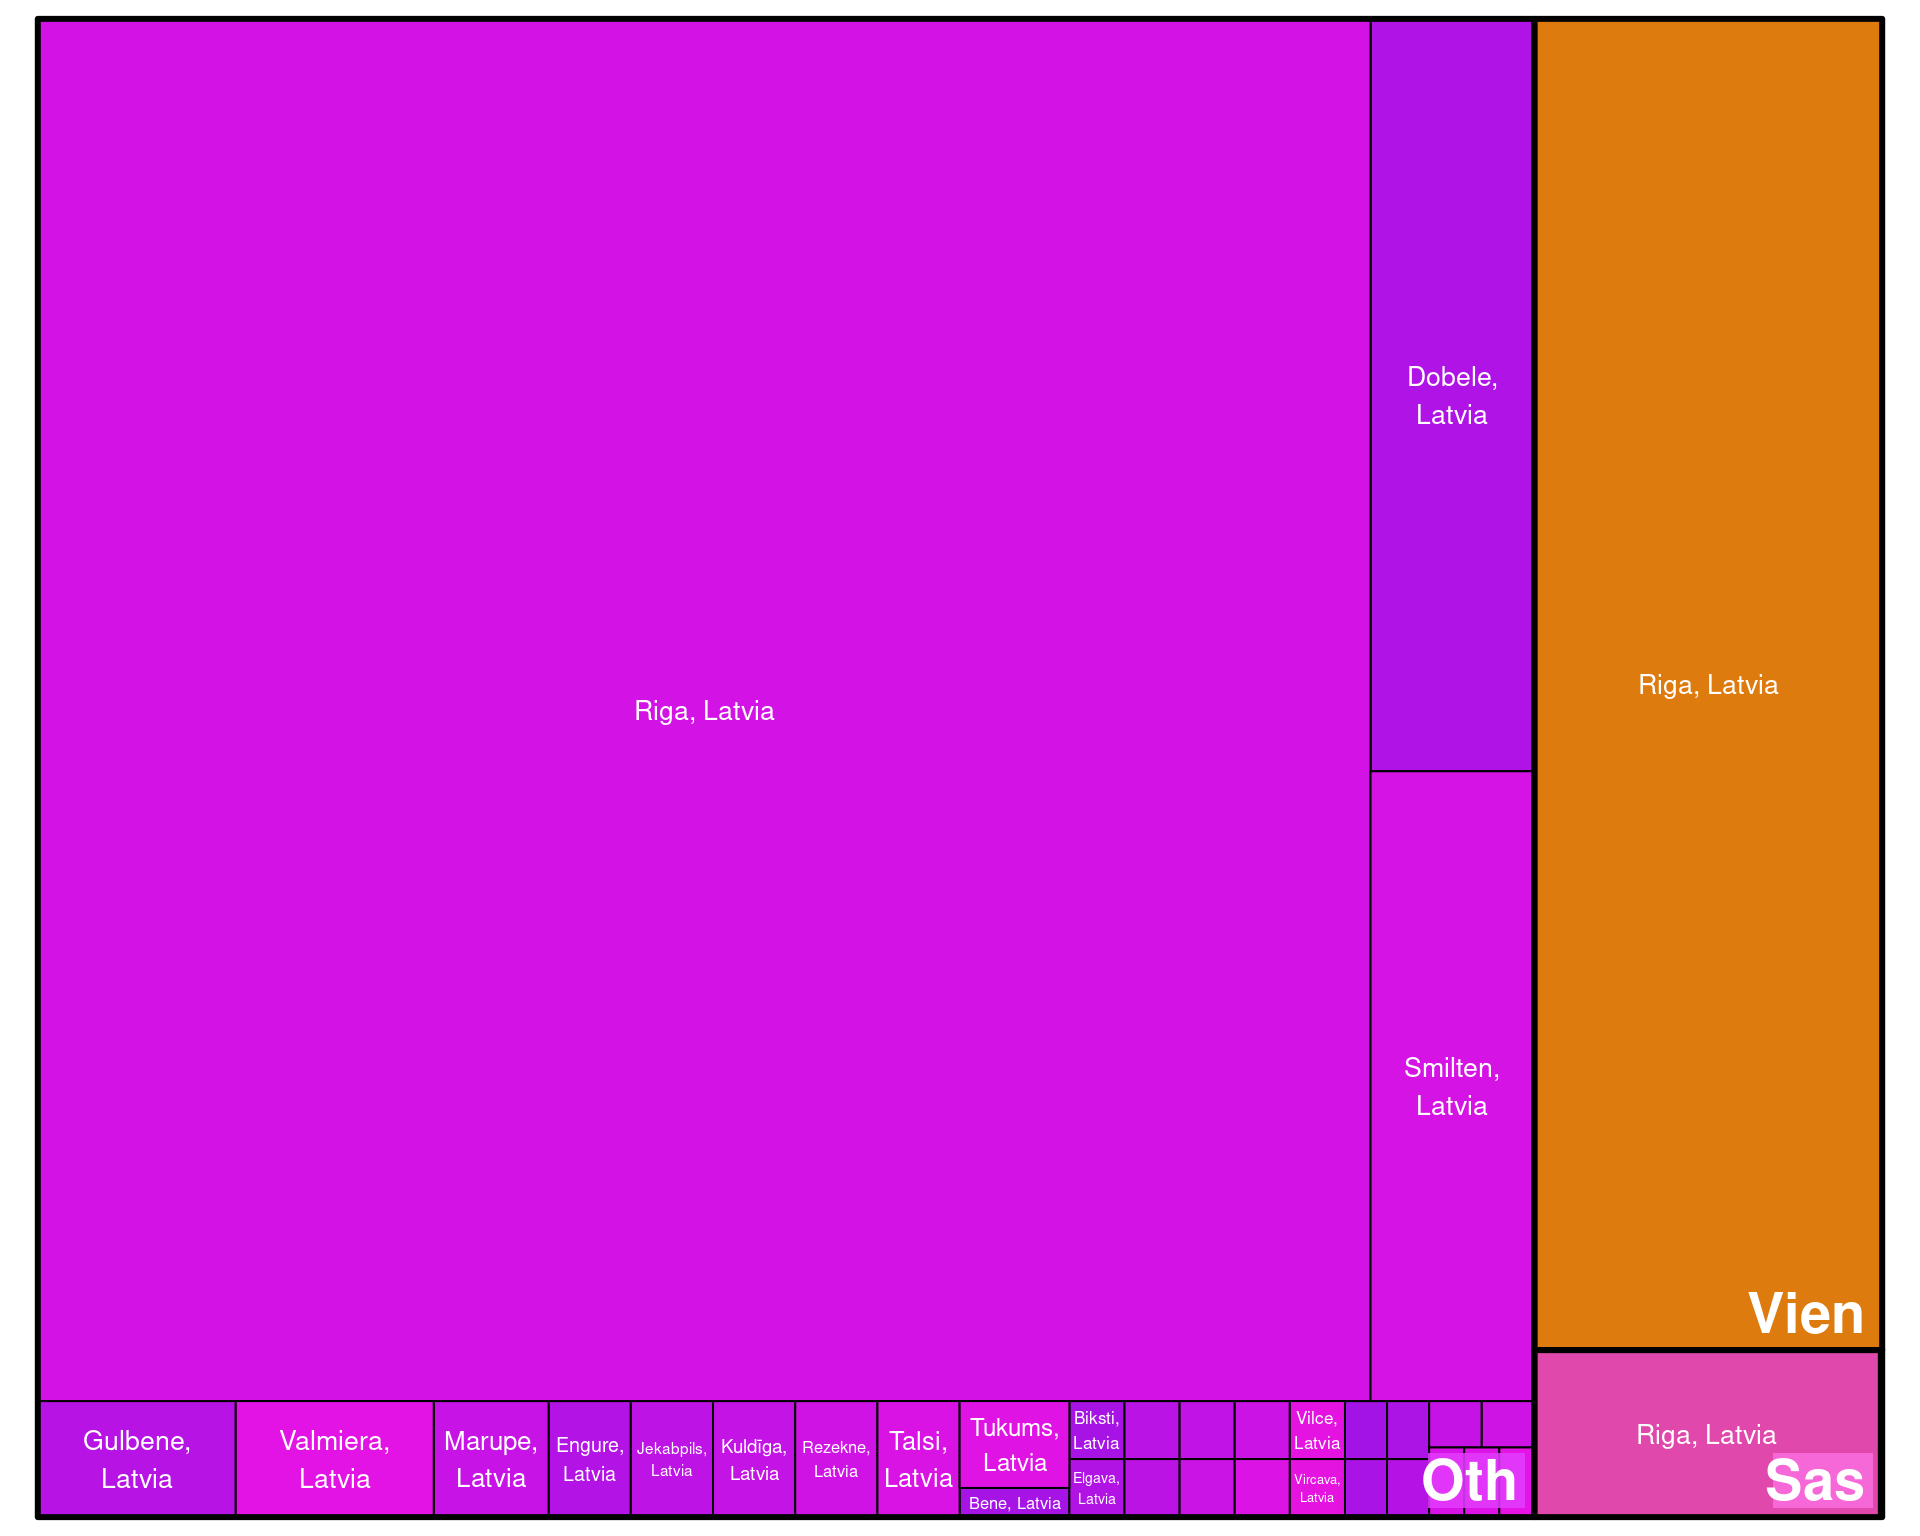 Riga, Latvia
Dobele,
Latvia
Smilten,
Latvia
Gulbene,
Latvia
Valmiera,
Latvia
Marupe,
Latvia
Engure,
Latvia
Jekabpils,
Latvia
Kuldīga,
Latvia
Rezekne,
Latvia
Talsi,
Latvia
Tukums,
Latvia
Bene, Latvia
Biksti,
Latvia
Elgava,
Latvia
Vilce,
Latvia
Vircava,
Latvia
Oth
Riga, Latvia
Vien
Riga, Latvia
Sas